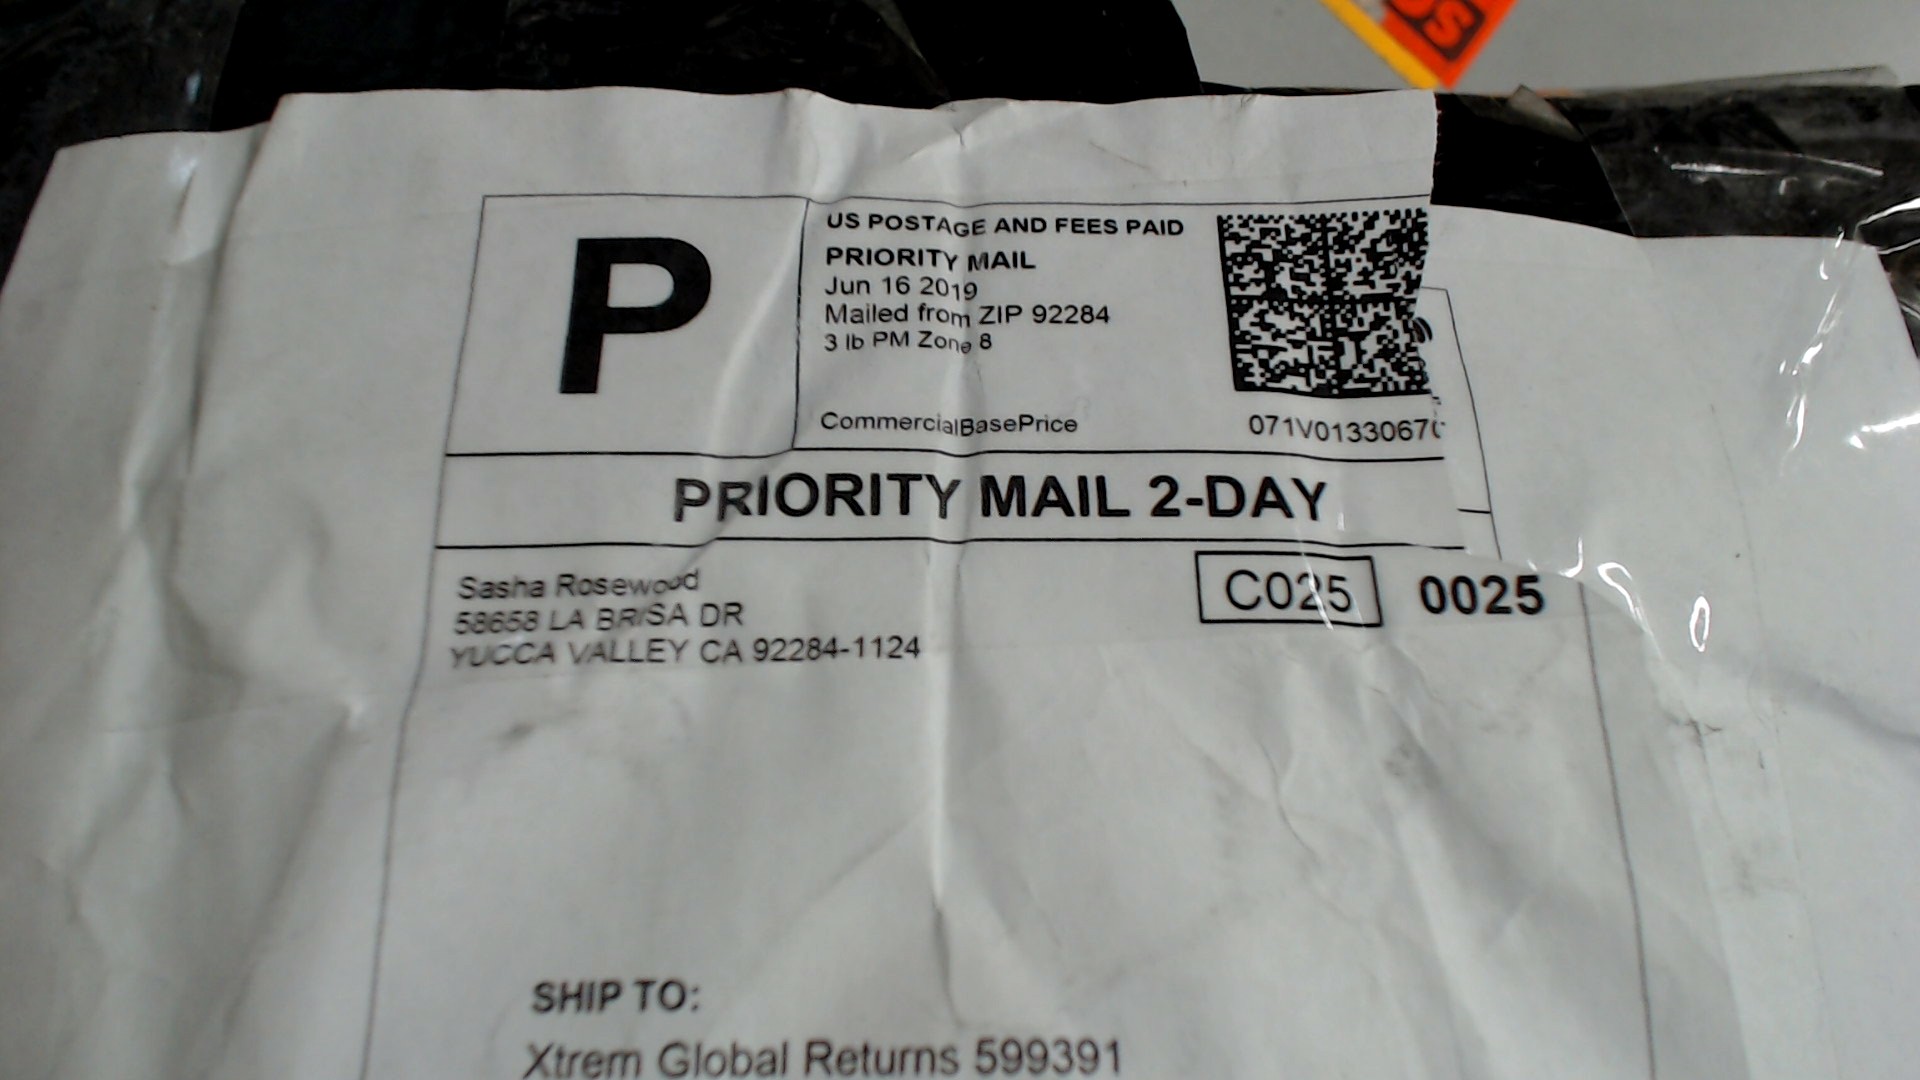 US POSTAGE AND FEES PAID
PRIORITY MAIL
Jun 16 2019
Mailed from ZIP 92284
3 lb PM Zone 8
CommercialBasePrice
071V0133067
P
PRIORITY MAIL 2-DAY
Sasha Rosewood
58658 LA BRISA DR
YUCCA VALLEY CA 92284-1124
C025
0025
SHIP TO:
Xtrem Global Returns 599391